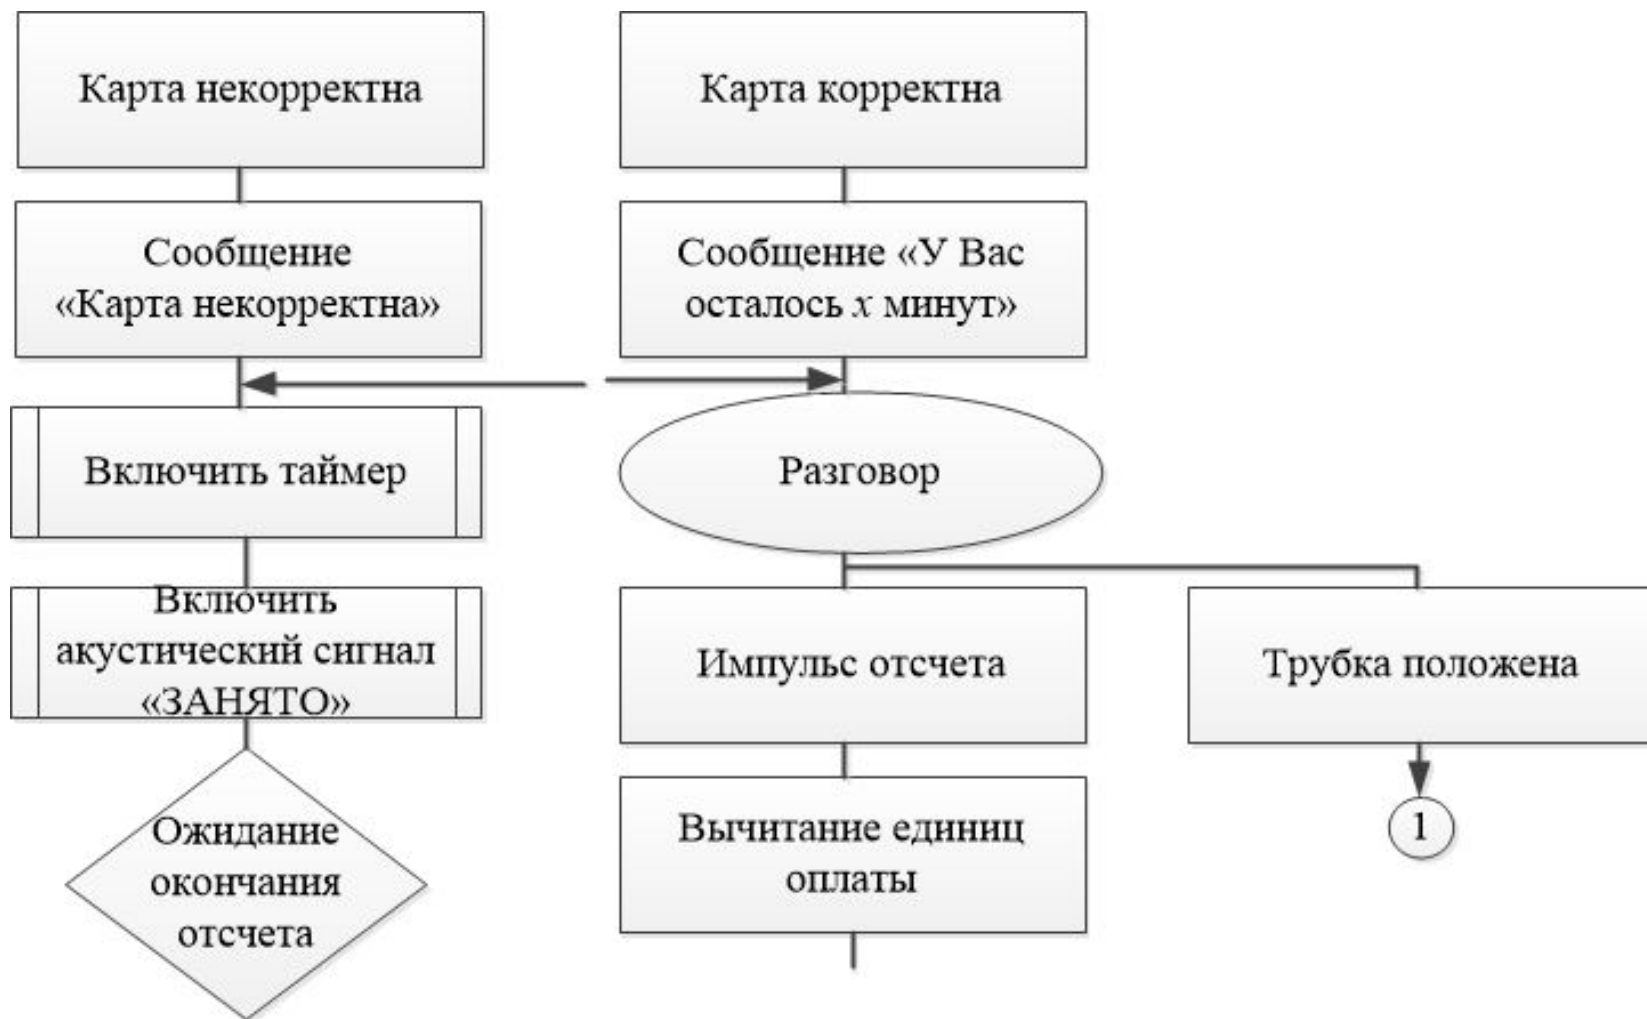 Карта некорректна
Карта корректна
Сообщение
«Карта некорректна»
Сообщение «У Вас
осталось x минут»
Включить таймер
Разговор
Включить
акустический сигнал
«ЗАНЯТО»
Импульс отсчета
Трубка положена
Ожидание
окончания
отсчета
Вычитание единиц
оплаты
1